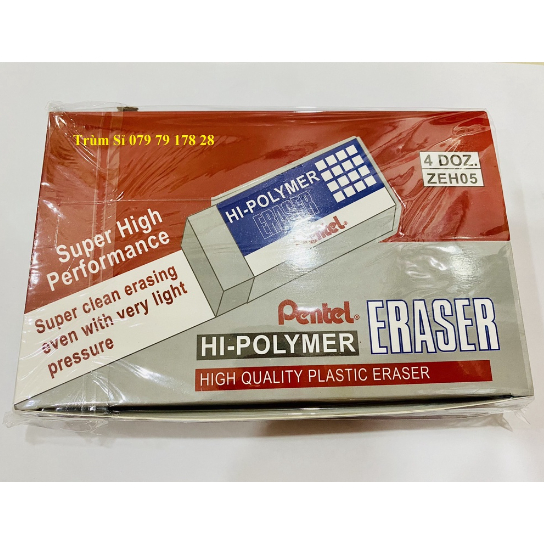 Trùm Sỉ 079 79 178 28
4 DOZ.
ZEH05
HI-POLYMER
ERASER
Pentel
Super High
Performance
Super clean erasing
even with very light
pressure
Pentel®
HI-POLYMER
ERASER
HIGH QUALITY PLASTIC ERASER